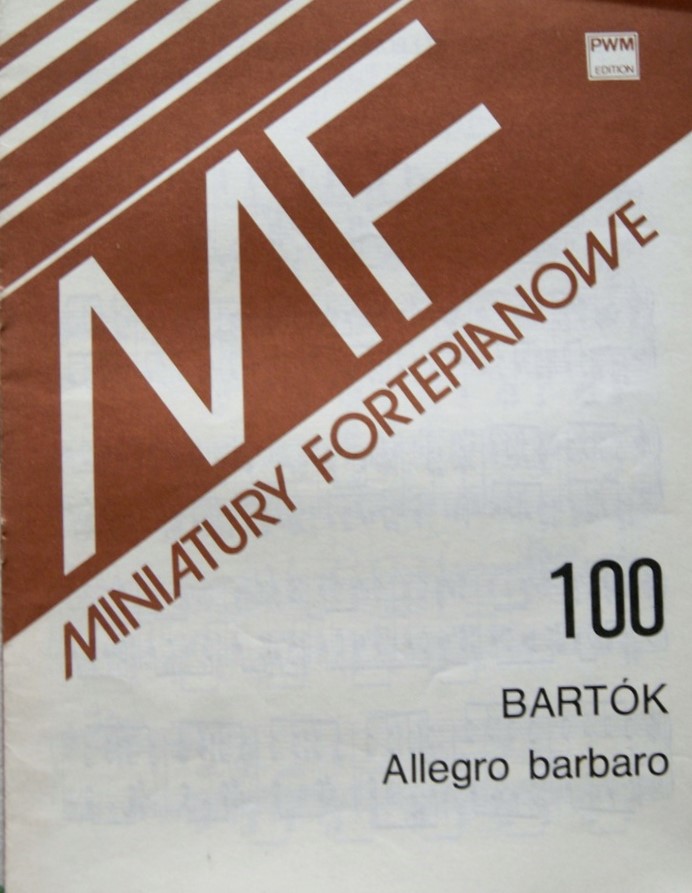 PWM
EDITION
MF
MINIATURY FORTEPIANOWE
100
BARTÓK
Allegro barbaro